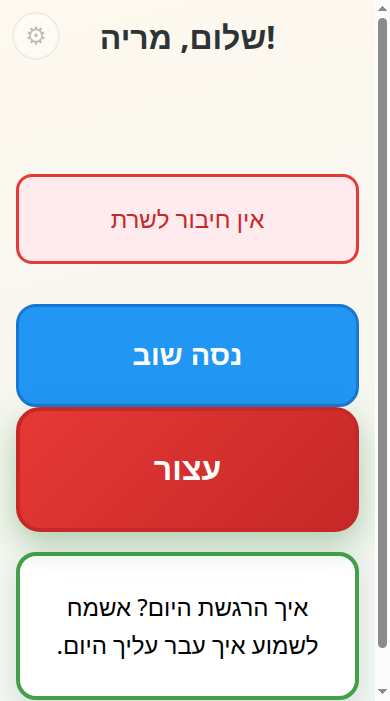 שלום, מריה!
אין חיבור לשרת
נסה שוב
עצור
איך הרגשת היום? אשמח
לשמוע איך עבר עליך היום.